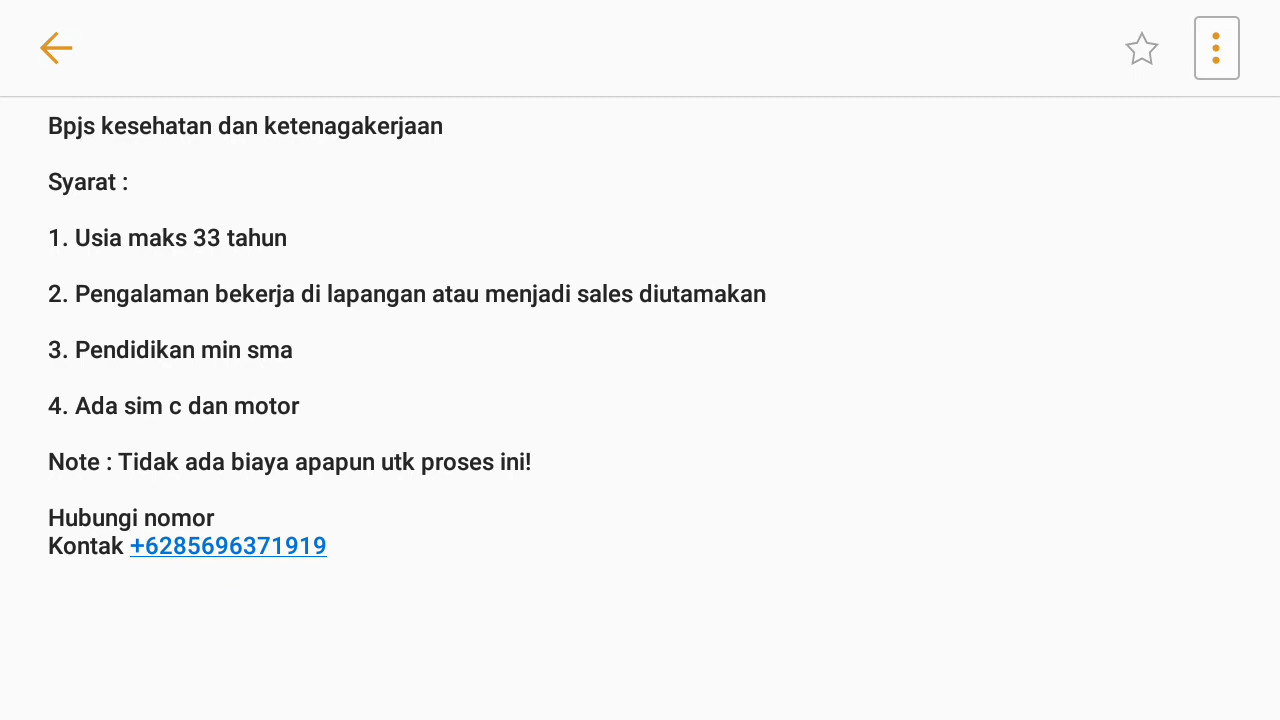 Bpjs kesehatan dan ketenagakerjaan
Syarat :
1. Usia maks 33 tahun
2. Pengalaman bekerja di lapangan atau menjadi sales diutamakan
3. Pendidikan min sma
4. Ada sim c dan motor
Note : Tidak ada biaya apapun utk proses ini!
Hubungi nomor
Kontak +6285696371919